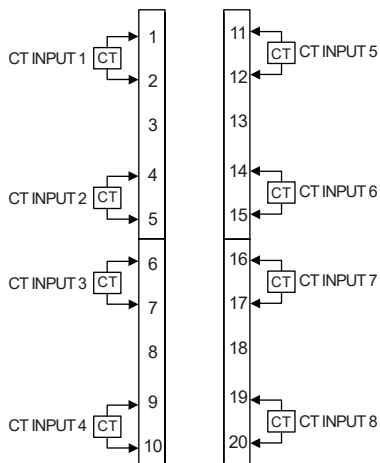 1
CT INPUT 1 CT
2
3
4
CT INPUT 2 CT
5
6
CT INPUT 3 CT
7
8
9
CT INPUT 4 CT
10
11
CT CT INPUT 5
12
13
14
CT CT INPUT 6
15
16
CT CT INPUT 7
17
18
19
CT CT INPUT 8
20